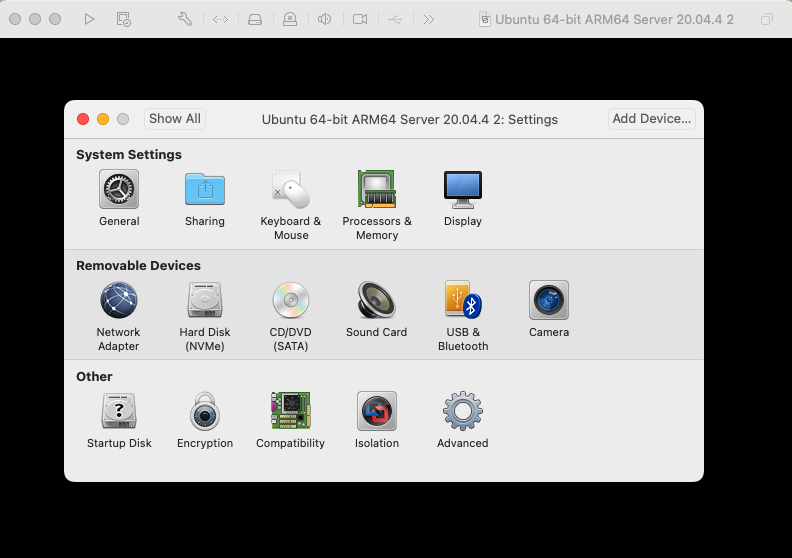 Ubuntu 64-bit ARM64 Server 20.04.4 2
Show All
Ubuntu 64-bit ARM64 Server 20.04.4 2: Settings
Add Device...
System Settings
General
Sharing
Keyboard &
Mouse
Processors &
Memory
Display
Removable Devices
Network
Adapter
Hard Disk
(NVMe)
CD/DVD
(SATA)
Sound Card
USB &
Bluetooth
Camera
Other
?
Startup Disk
Encryption
Compatibility
Isolation
Advanced